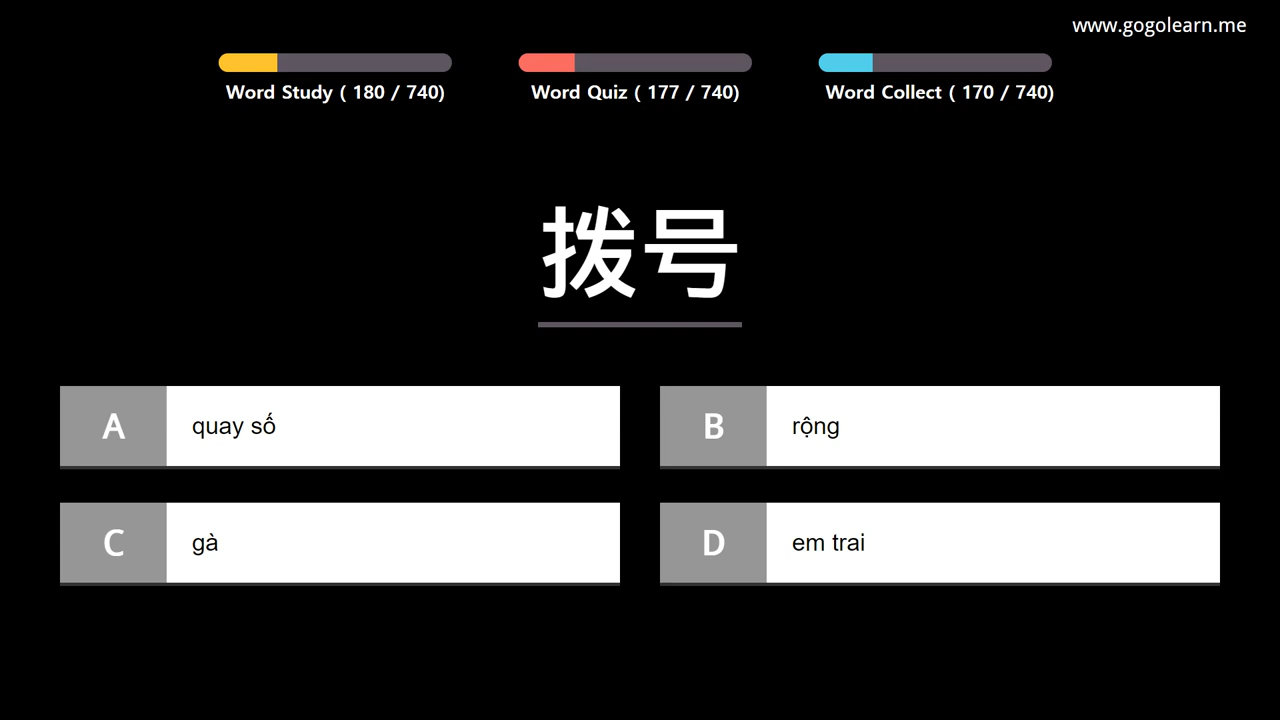 www.gogolearn.me
Word Study ( 180 / 740)
Word Quiz ( 177 / 740)
Word Collect ( 170 / 740)
拨号
A quay số
B rộng
C gà
D em trai